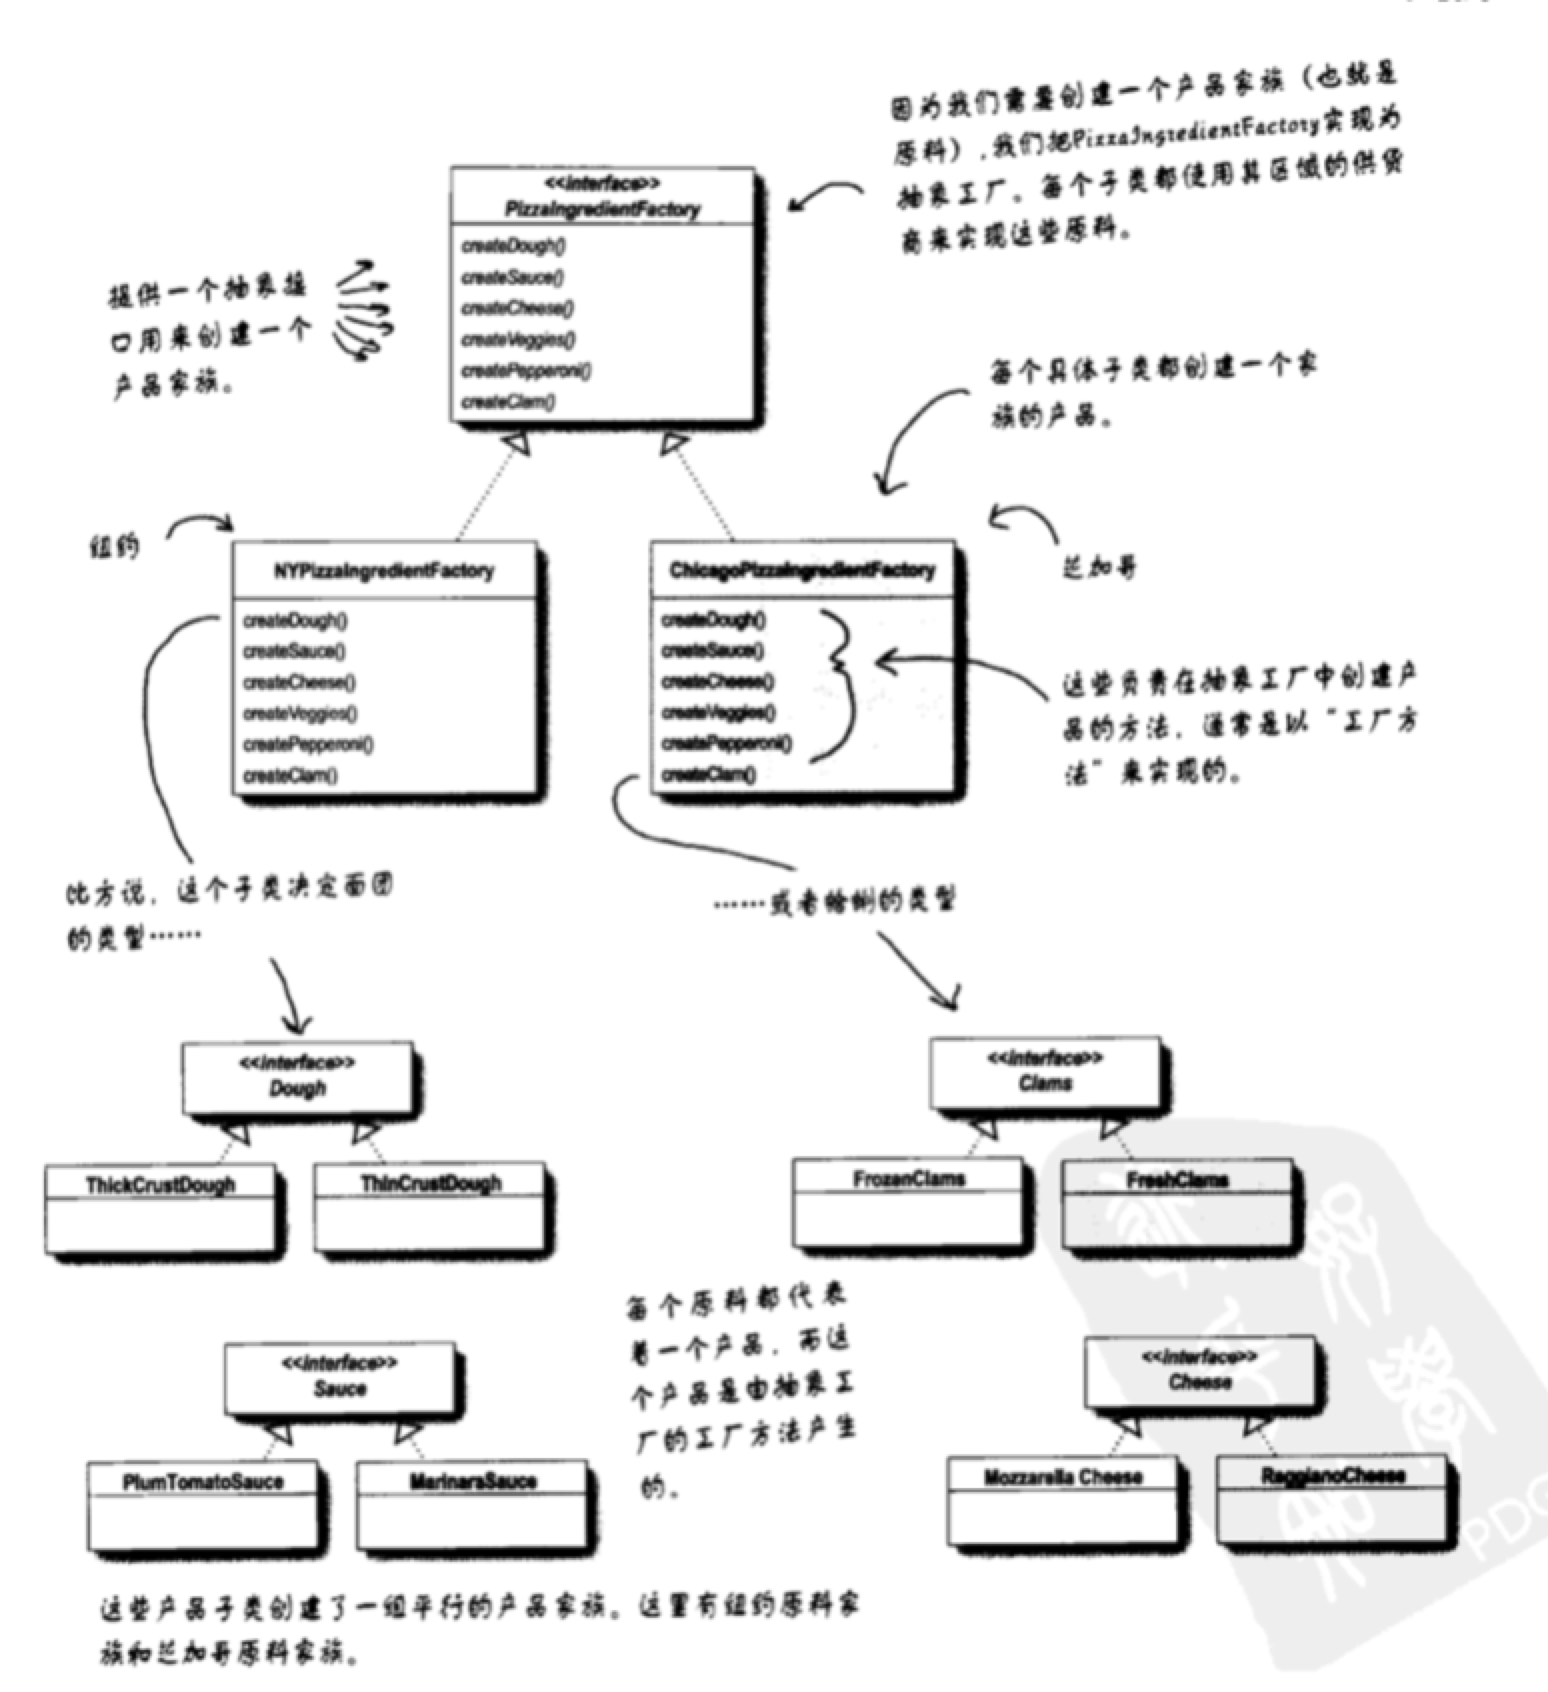 因为我们需要创建一个产品家族（也就是
原料），我们把PizzaIngredientFactory实现为
抽象工厂。每个子类都使用其区域的供货
商来实现这些原料。
<<interface>>
PizzaIngredientFactory
createDough()
createSauce()
createCheese()
createVeggies()
createPepperoni()
createClam()
提供一个抽象接
口用来创建一个
产品家族。
每个具体子类都创建一个家
族的产品。
纽约
NYPizzaIngredientFactory
createDough()
createSauce()
createCheese()
createVeggies()
createPepperoni()
createClam()
ChicagoPizzaIngredientFactory
createDough()
createSauce()
createCheese()
createVeggies()
createPepperoni()
createClam()
芝加哥
这些负责在抽象工厂中创建产
品的方法，通常是以“工厂方
法”来实现的。
比方说，这个子类决定面团
的类型……
……或者蛤蜊的类型
<<interface>>
Dough
ThickCrustDough
ThinCrustDough
<<interface>>
Clams
FrozenClams
FreshClams
每个原料都代表
着一个产品，而这
个产品是由抽象工
厂的工厂方法产生
的。
<<interface>>
Sauce
PlumTomatoSauce
MarinaraSauce
<<interface>>
Cheese
Mozzarella Cheese
ReggianoCheese
这些产品子类创建了一组平行的产品家族。这里有纽约原料家
族和芝加哥原料家族。